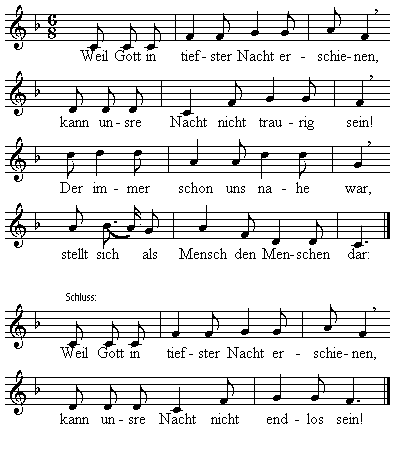 6
8
Weil Gott in tief-ster Nacht er-schie-nen,
kann un-sre Nacht nicht trau-rig sein!
Der im-mer schon uns na-he war,
stellt sich als Mensch den Men-schen dar:
Schluss:
Weil Gott in tief-ster Nacht er-schie-nen,
kann un-sre Nacht nicht end-los sein!